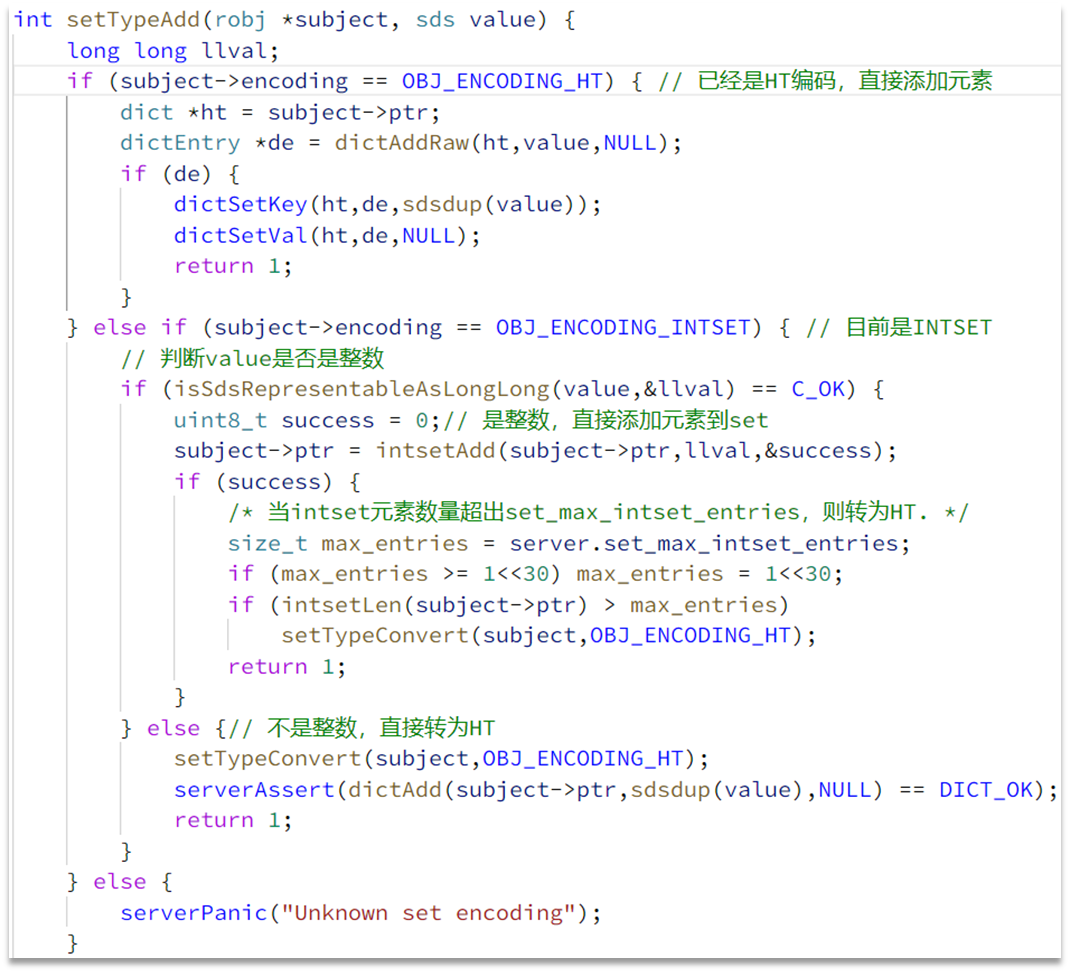 int setTypeAdd(robj *subject, sds value) {
    long long llval;
    if (subject->encoding == OBJ_ENCODING_HT) { // 已经是HT编码，直接添加元素
        dict *ht = subject->ptr;
        dictEntry *de = dictAddRaw(ht,value,NULL);
        if (de) {
            dictSetKey(ht,de,sdsdup(value));
            dictSetVal(ht,de,NULL);
            return 1;
        }
    } else if (subject->encoding == OBJ_ENCODING_INTSET) { // 目前是INTSET
        // 判断value是否是整数
        if (isSdsRepresentableAsLongLong(value,&llval) == C_OK) {
            uint8_t success = 0;// 是整数，直接添加元素到set
            subject->ptr = intsetAdd(subject->ptr,llval,&success);
            if (success) {
                /* 当intset元素数量超出set_max_intset_entries，则转为HT. */
                size_t max_entries = server.set_max_intset_entries;
                if (max_entries >= 1<<30) max_entries = 1<<30;
                if (intsetLen(subject->ptr) > max_entries)
                    setTypeConvert(subject,OBJ_ENCODING_HT);
                return 1;
            }
        } else {// 不是整数，直接转为HT
            setTypeConvert(subject,OBJ_ENCODING_HT);
            serverAssert(dictAdd(subject->ptr,sdsdup(value),NULL) == DICT_OK);
            return 1;
        }
    } else {
        serverPanic("Unknown set encoding");
    }